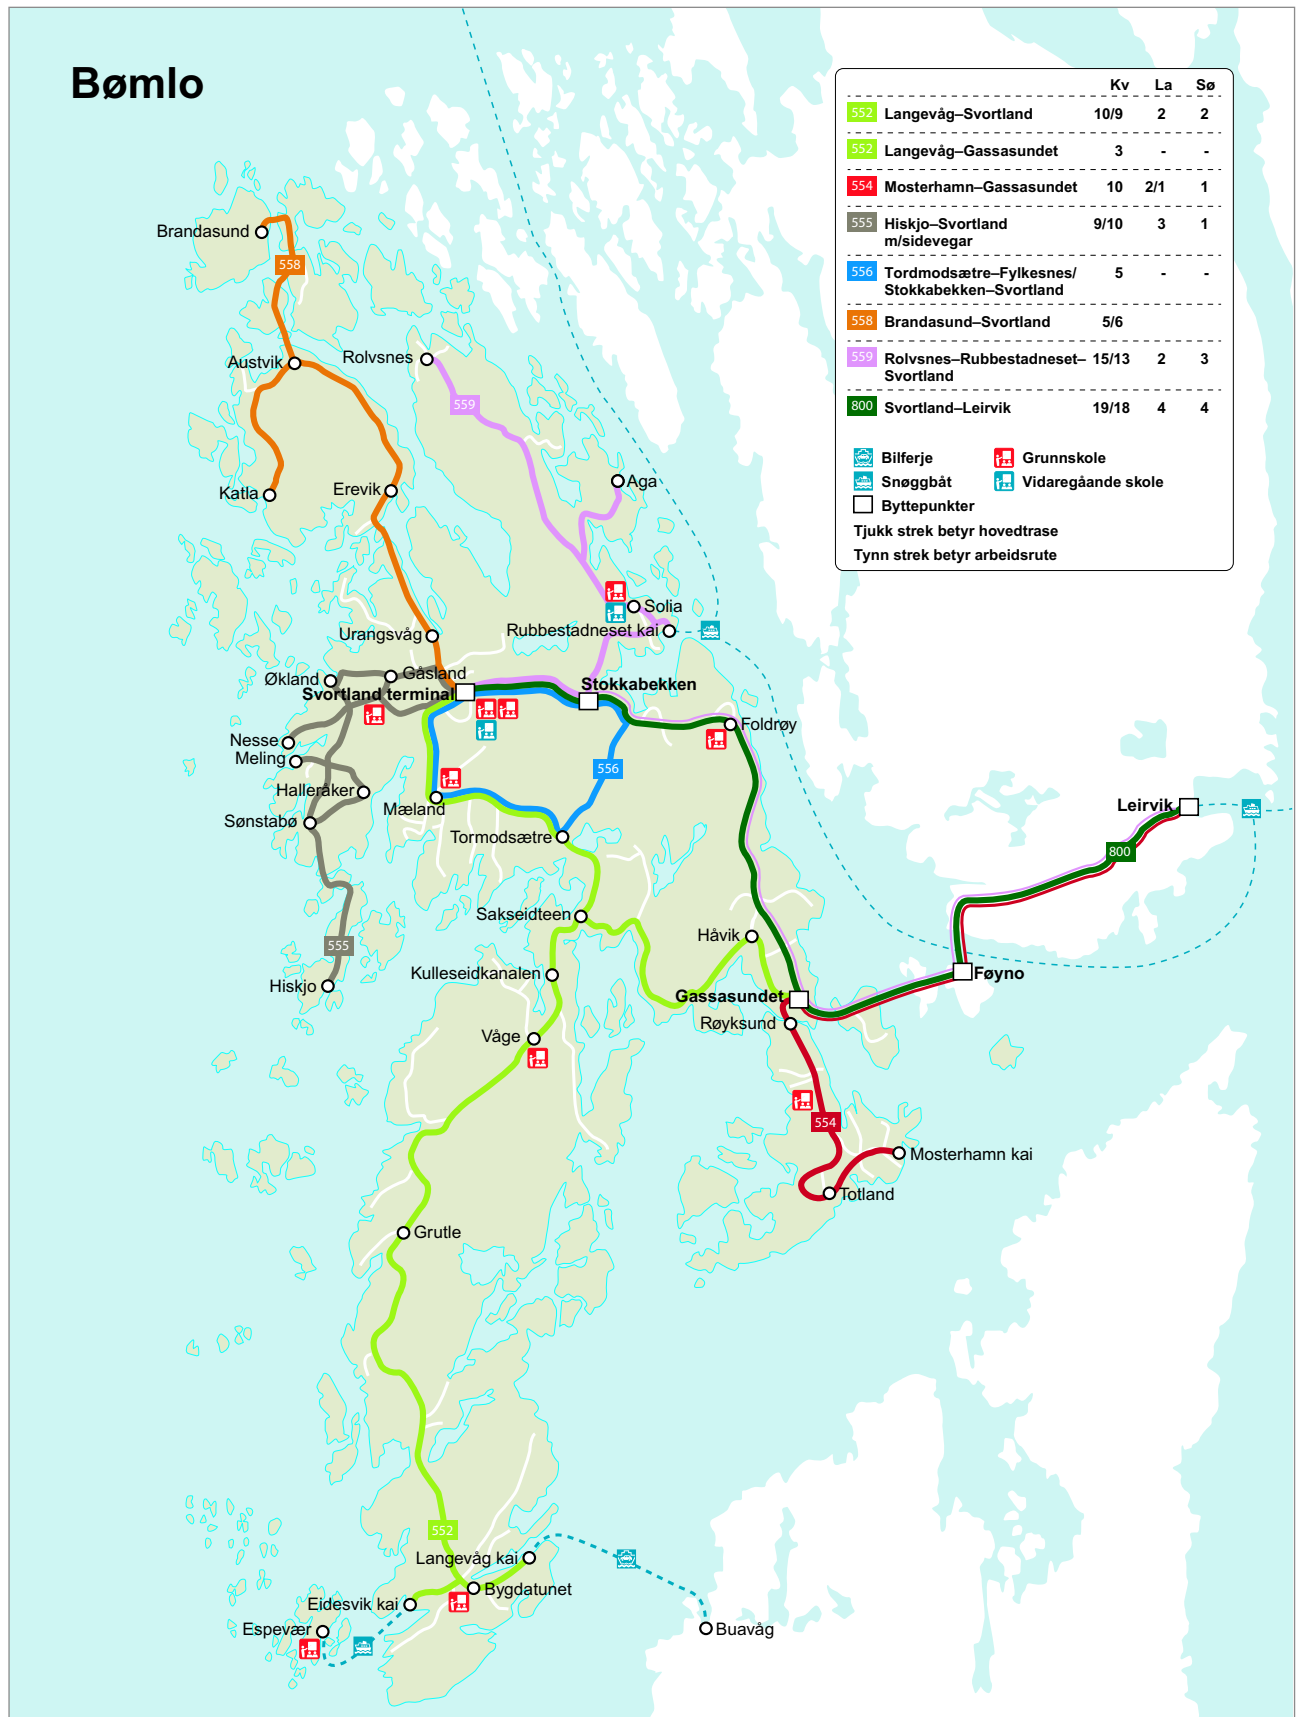 Bømlo
Kv La Sø
552 Langevåg–Svortland 10/9 2 2
552 Langevåg–Gassasundet 3 - -
554 Mosterhamn–Gassasundet 10 2/1 1
555 Hiskjo–Svortland 9/10 3 1
m/sidevegar
556 Tordmodsætre–Fylkesnes/ 5 - -
Stokkabekken–Svortland
558 Brandasund–Svortland 5/6
559 Rolvsnes–Rubbestadneset– 15/13 2 3
Svortland
800 Svortland–Leirvik 19/18 4 4
Bilferje
Grunnskole
Snøggbåt
Vidaregåande skole
Byttepunkter
Tjukk strek betyr hovedtrase
Tynn strek betyr arbeidsrute
Brandasund
558
Austvik
Rolvsnes
559
Katla
Erevik
Aga
Solia
Rubbestadneset kai
Urangsvåg
Økland
Gåsland
Svortland terminal
Stokkabekken
Foldrøy
Nesse
Meling
556
Halleråker
Mæland
Sønstabø
Tormodsætre
Leirvik
800
Sakseidteen
Håvik
555
Kulleseidkanalen
Føyno
Hiskjo
Gassasundet
Røyksund
Våge
554
Mosterhamn kai
Totland
Grutle
552
Langevåg kai
Bygdatunet
Eidesvik kai
Espevær
Buavåg